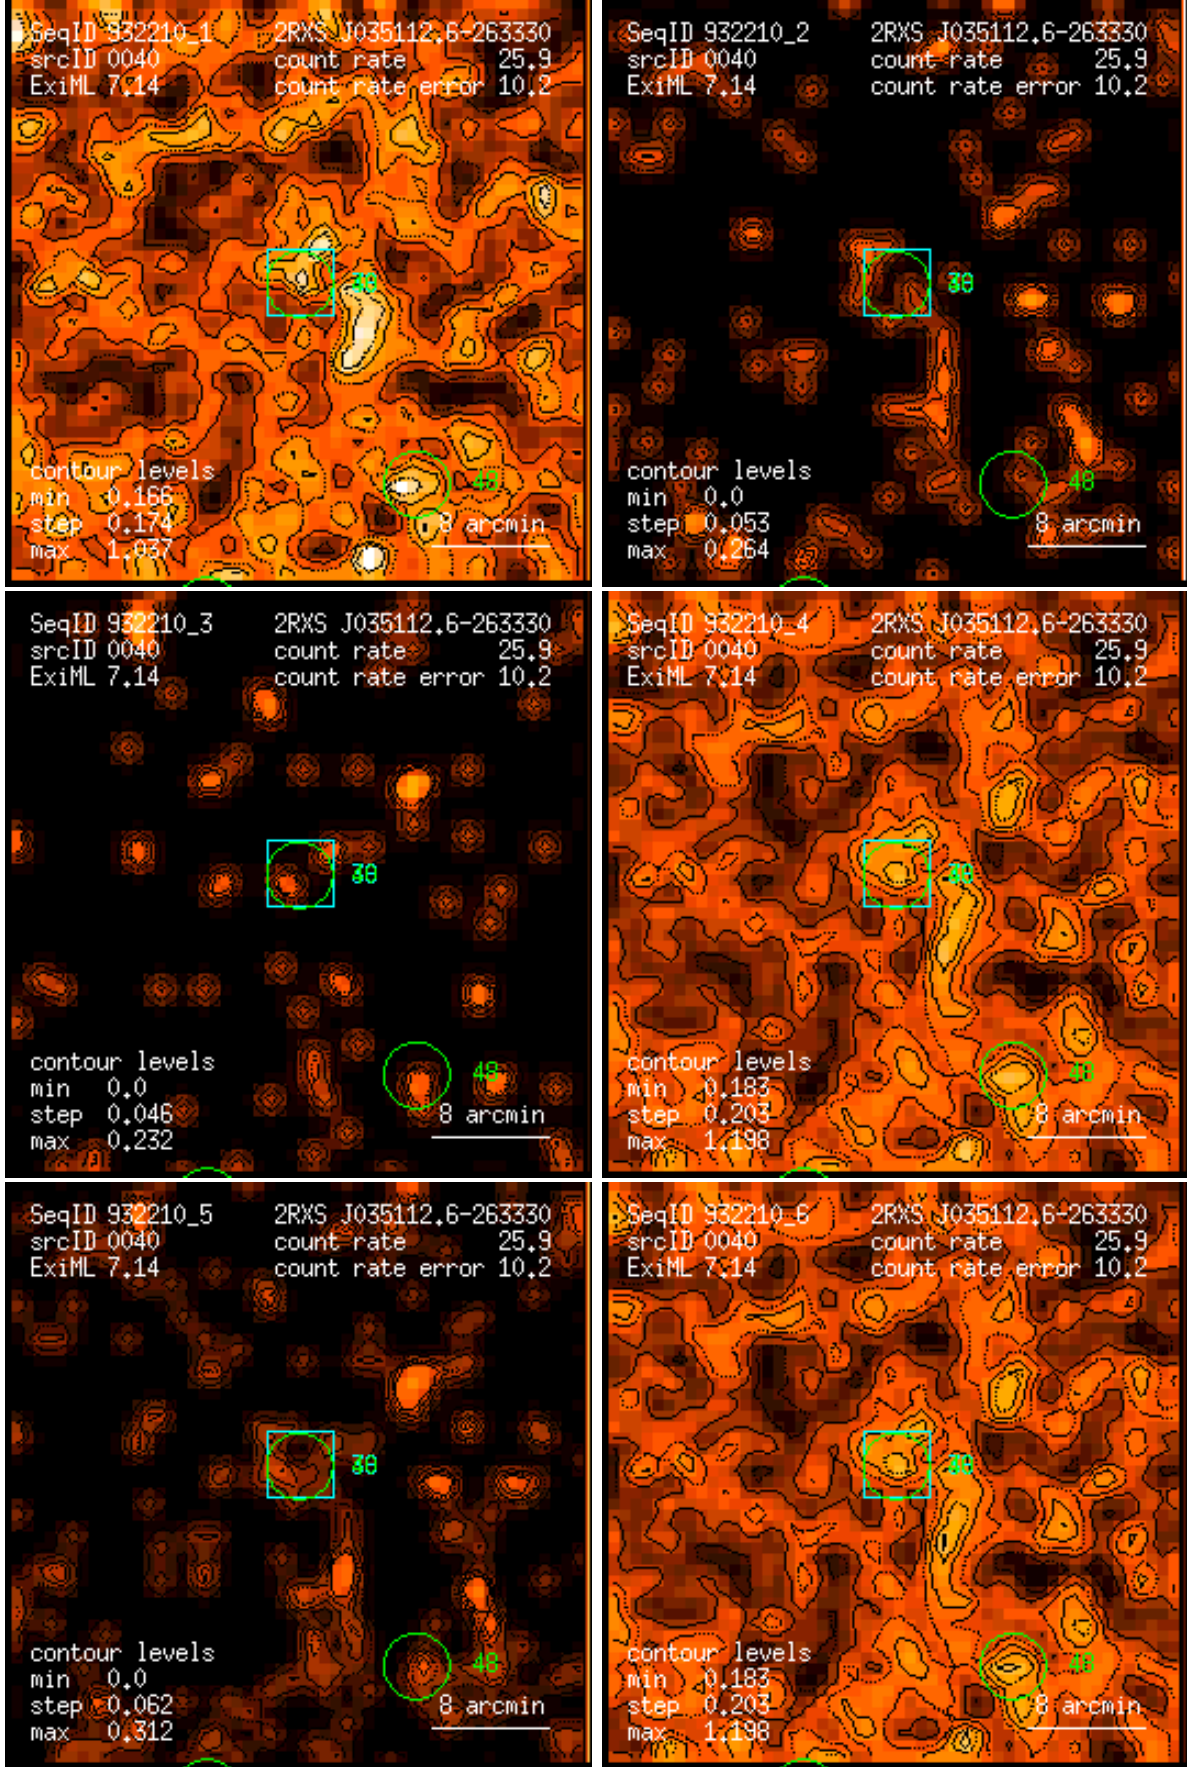 SeqID 932210_1 2RXS J035112.6-263330
srcID 0040 count rate 25.9
ExiML 7.14 count rate error 10.2
48
contour levels
min 0.166
step 0.174 8 arcmin
max 1.037
SeqID 932210_2 2RXS J035112.6-263330
srcID 0040 count rate 25.9
ExiML 7.14 count rate error 10.2
48
contour levels
min 0.0
step 0.053 8 arcmin
max 0.264
SeqID 932210_3 2RXS J035112.6-263330
srcID 0040 count rate 25.9
ExiML 7.14 count rate error 10.2
48
contour levels
min 0.0
step 0.046 8 arcmin
max 0.232
SeqID 932210_4 2RXS J035112.6-263330
srcID 0040 count rate 25.9
ExiML 7.14 count rate error 10.2
48
contour levels
min 0.183
step 0.203 8 arcmin
max 1.198
SeqID 932210_5 2RXS J035112.6-263330
srcID 0040 count rate 25.9
ExiML 7.14 count rate error 10.2
48
contour levels
min 0.0
step 0.062 8 arcmin
max 0.312
SeqID 932210_6 2RXS J035112.6-263330
srcID 0040 count rate 25.9
ExiML 7.14 count rate error 10.2
48
contour levels
min 0.183
step 0.203 8 arcmin
max 1.198